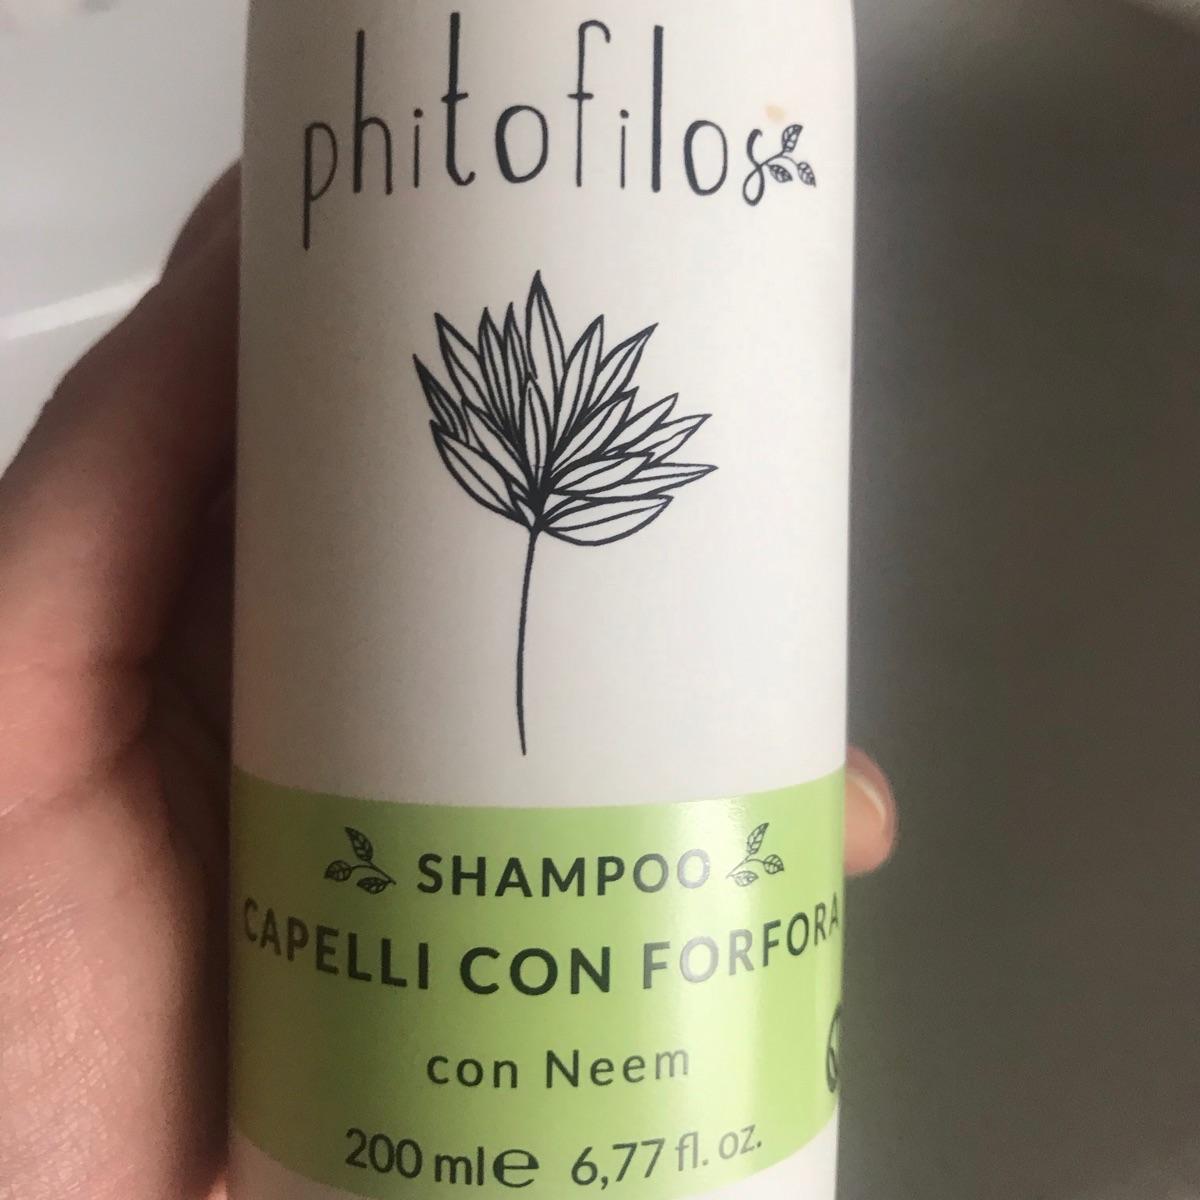 phitofilos
SHAMPOO
CAPELLI CON FORFORA
con Neem
200 ml e 6,77 fl. oz.